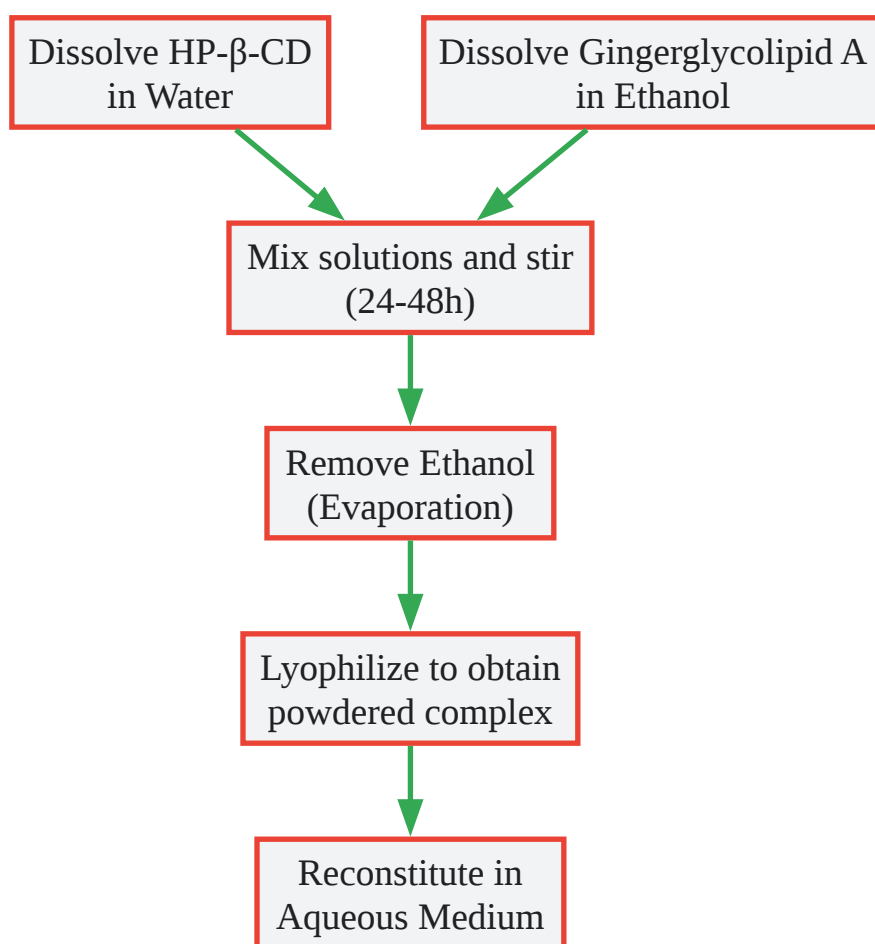 Dissolve HP-β-CD
in Water
Dissolve Gingerglycolipid A
in Ethanol
Mix solutions and stir
(24-48h)
Remove Ethanol
(Evaporation)
Lyophilize to obtain
powdered complex
Reconstitute in
Aqueous Medium